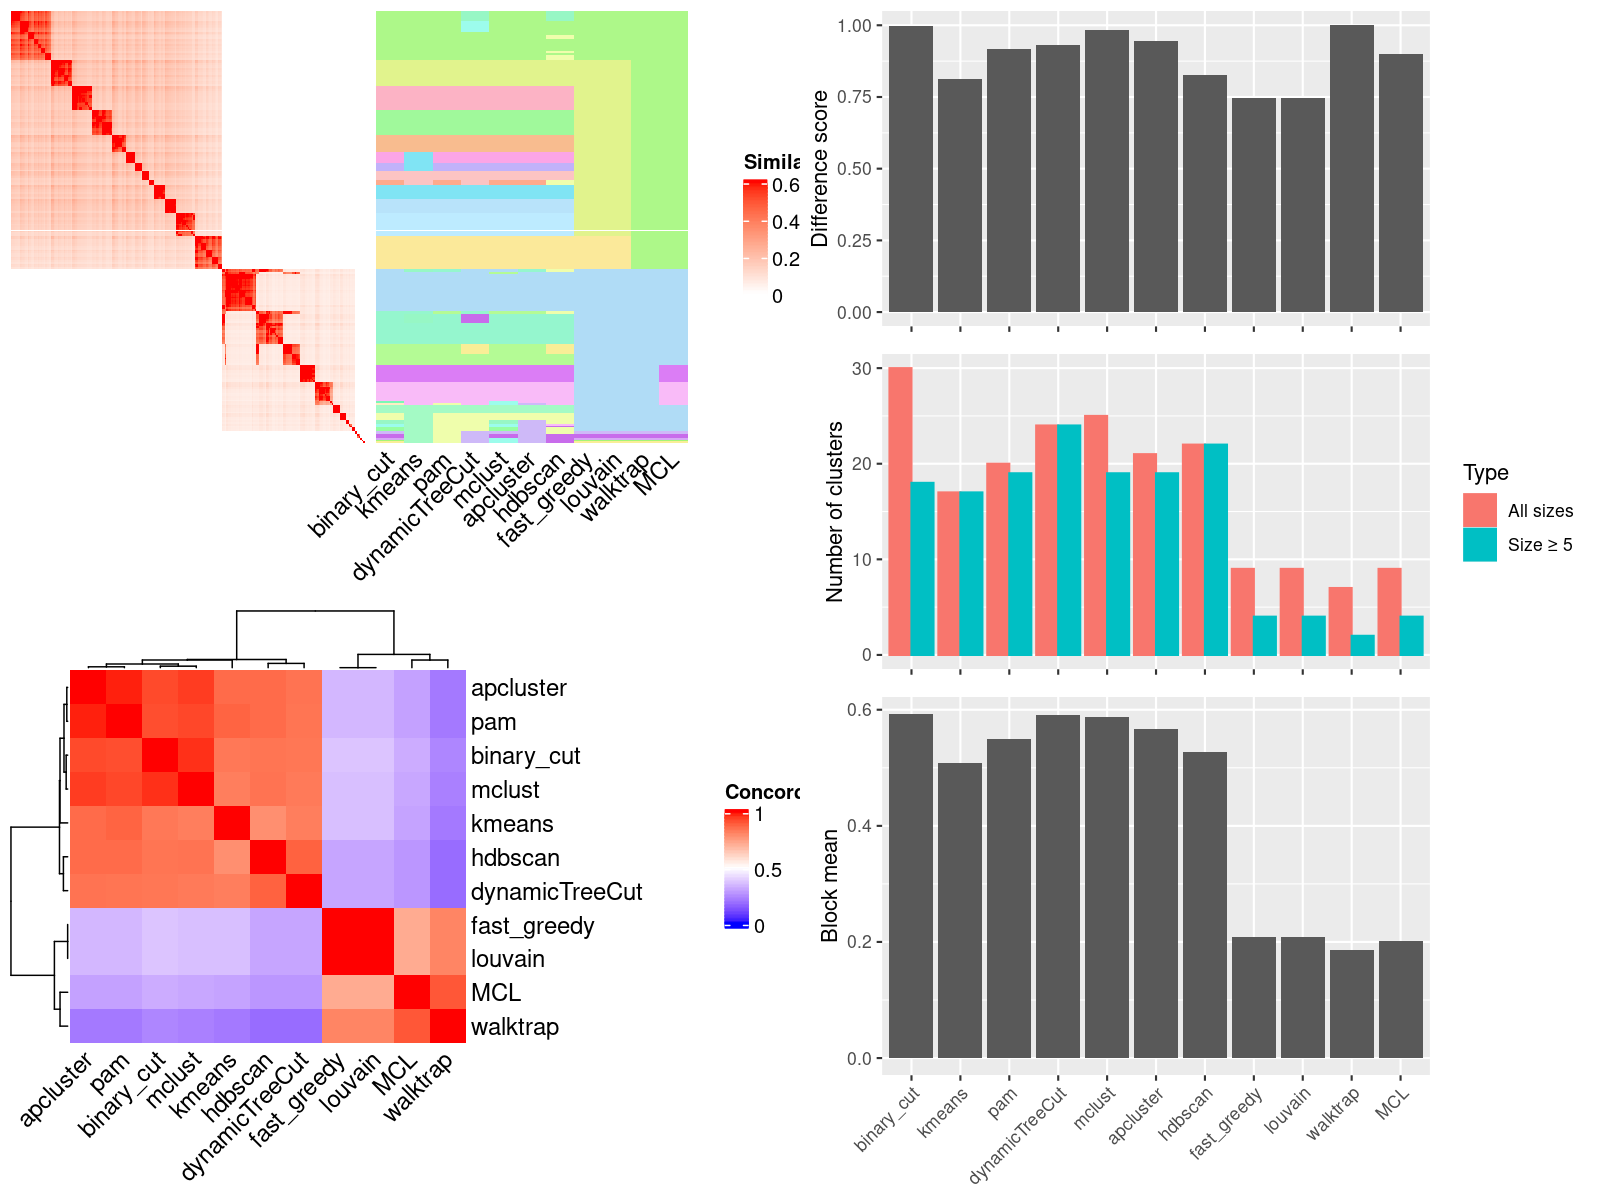 Simila
0.6
0.4
0.2
0
binary_cut
kmeans
pam
dynamicTreeCut
mclust
apcluster
hdbscan
fast_greedy
louvain
walktrap
MCL
apcluster
pam
binary_cut
mclust
kmeans
hdbscan
dynamicTreeCut
fast_greedy
louvain
MCL
walktrap
apcluster
pam
binary_cut
mclust
kmeans
hdbscan
dynamicTreeCut
fast_greedy
louvain
MCL
walktrap
Concord
1
0.5
0
Difference score
1.00
0.75
0.50
0.25
0.00
Number of clusters
30
20
10
0
Type
All sizes
Size ≥ 5
Block mean
0.6
0.4
0.2
0.0
binary_cut
kmeans
pam
dynamicTreeCut
mclust
apcluster
hdbscan
fast_greedy
louvain
walktrap
MCL